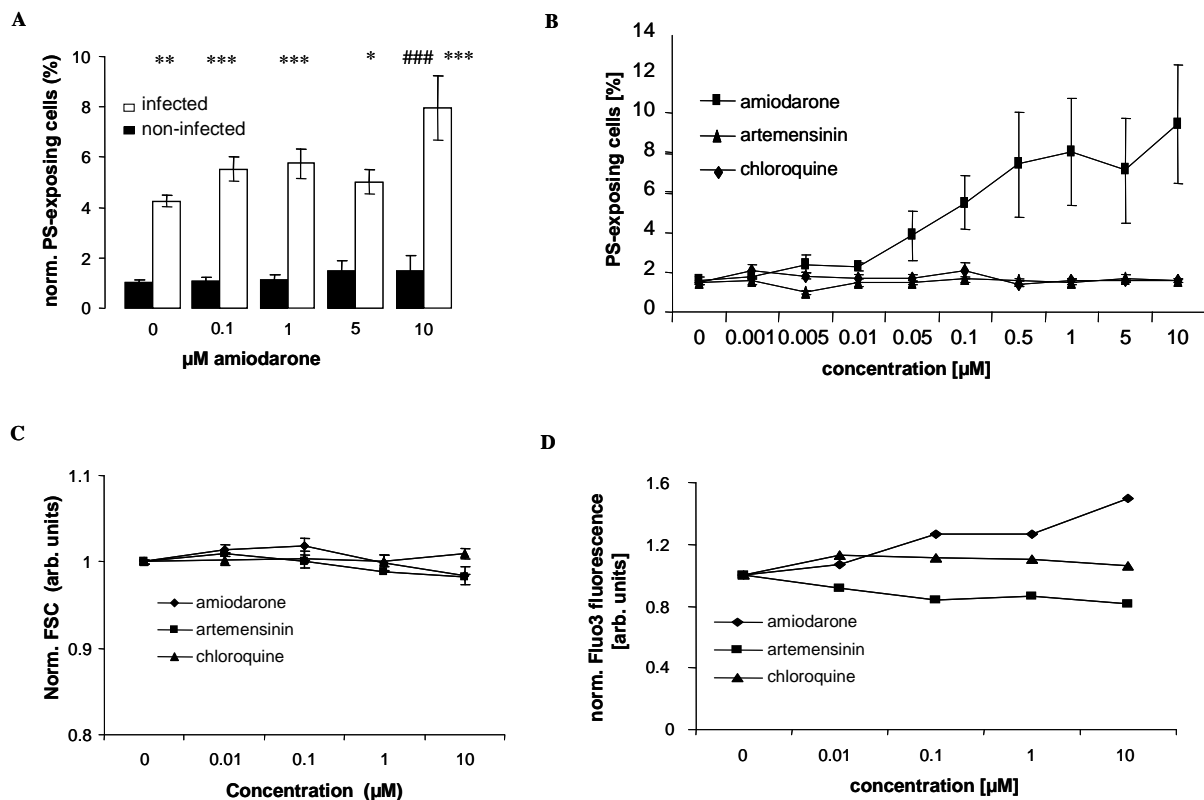 A
norm. PS-exposing cells (%)
10
8
6
4
2
0
** *** *** * ### ***
infected
non-infected
0 0.1 1 5 10
µM amiodarone
B
PS-exposing cells [%]
14
12
10
8
6
4
2
0
amiodarone
artemensinin
chloroquine
0 0.001 0.005 0.01 0.05 0.1 0.5 1 5 10
concentration [µM]
C
Norm. FSC (arb. units)
1.1
1
0.9
0.8
amiodarone
artemensinin
chloroquine
0 0.01 0.1 1 10
Concentration (µM)
D
norm. Fluo3 fluorescence
[arb. units]
1.6
1.2
0.8
0.4
0
amiodarone
artemensinin
chloroquine
0 0.01 0.1 1 10
concentration [µM]